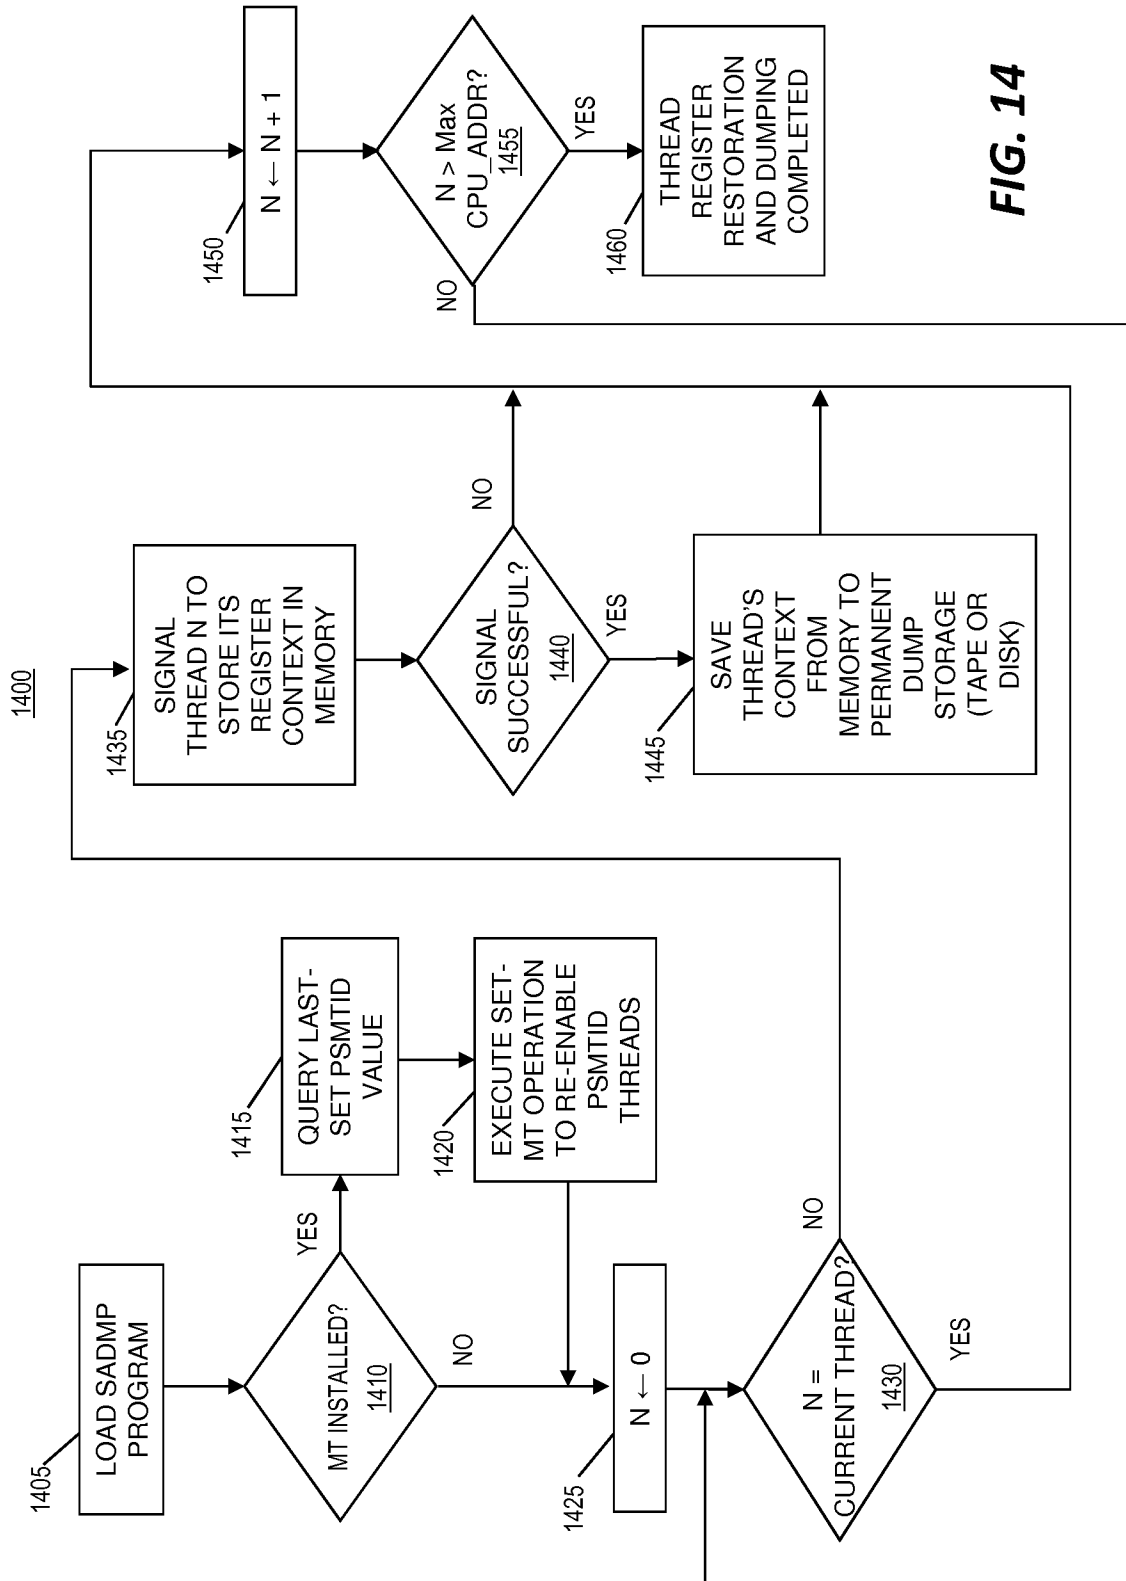 1400
1405
LOAD SADMP
PROGRAM
MT INSTALLED?
1410
YES
NO
1415
QUERY LAST-
SET PSMTID
VALUE
1420
EXECUTE SET-
MT OPERATION
TO RE-ENABLE
PSMTID
THREADS
1425
N ← 0
N =
CURRENT THREAD?
1430
NO
YES
1435
SIGNAL
THREAD N TO
STORE ITS
REGISTER
CONTEXT IN
MEMORY
SIGNAL
SUCCESSFUL?
1440
NO
YES
1445
SAVE
THREAD'S
CONTEXT
FROM
MEMORY TO
PERMANENT
DUMP
STORAGE
(TAPE OR
DISK)
1450
N ← N + 1
N > Max
CPU_ADDR?
1455
NO
YES
1460
THREAD
REGISTER
RESTORATION
AND DUMPING
COMPLETED
FIG. 14